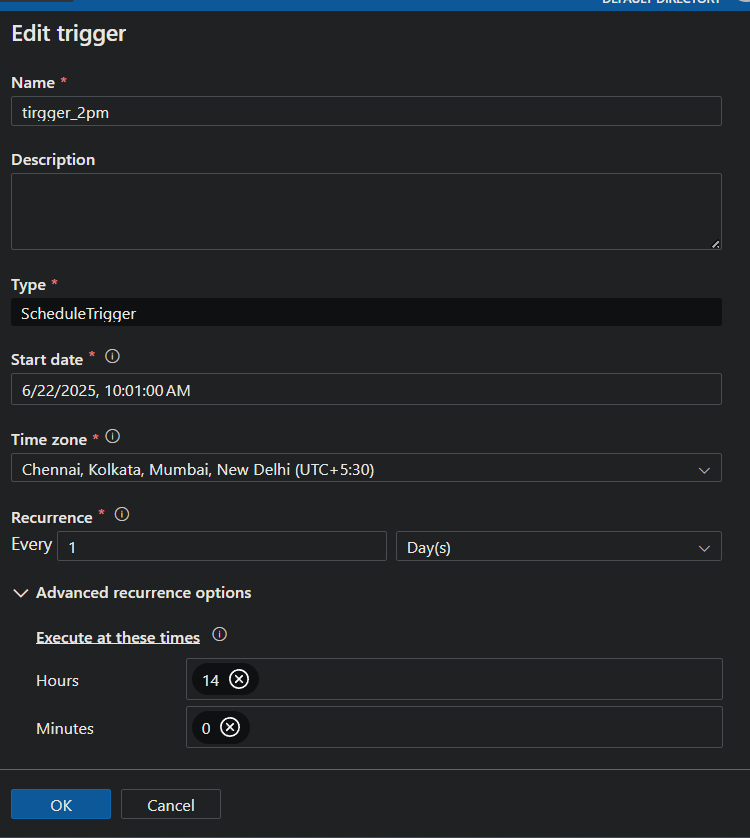 DEFAULT DIRECTORY
Edit trigger
Name *
tirgger_2pm
Description
Type *
ScheduleTrigger
Start date *
6/22/2025, 10:01:00 AM
Time zone *
Chennai, Kolkata, Mumbai, New Delhi (UTC+5:30)
Recurrence *
Every 1 Day(s)
Advanced recurrence options
Execute at these times
Hours 14
Minutes 0
OK Cancel